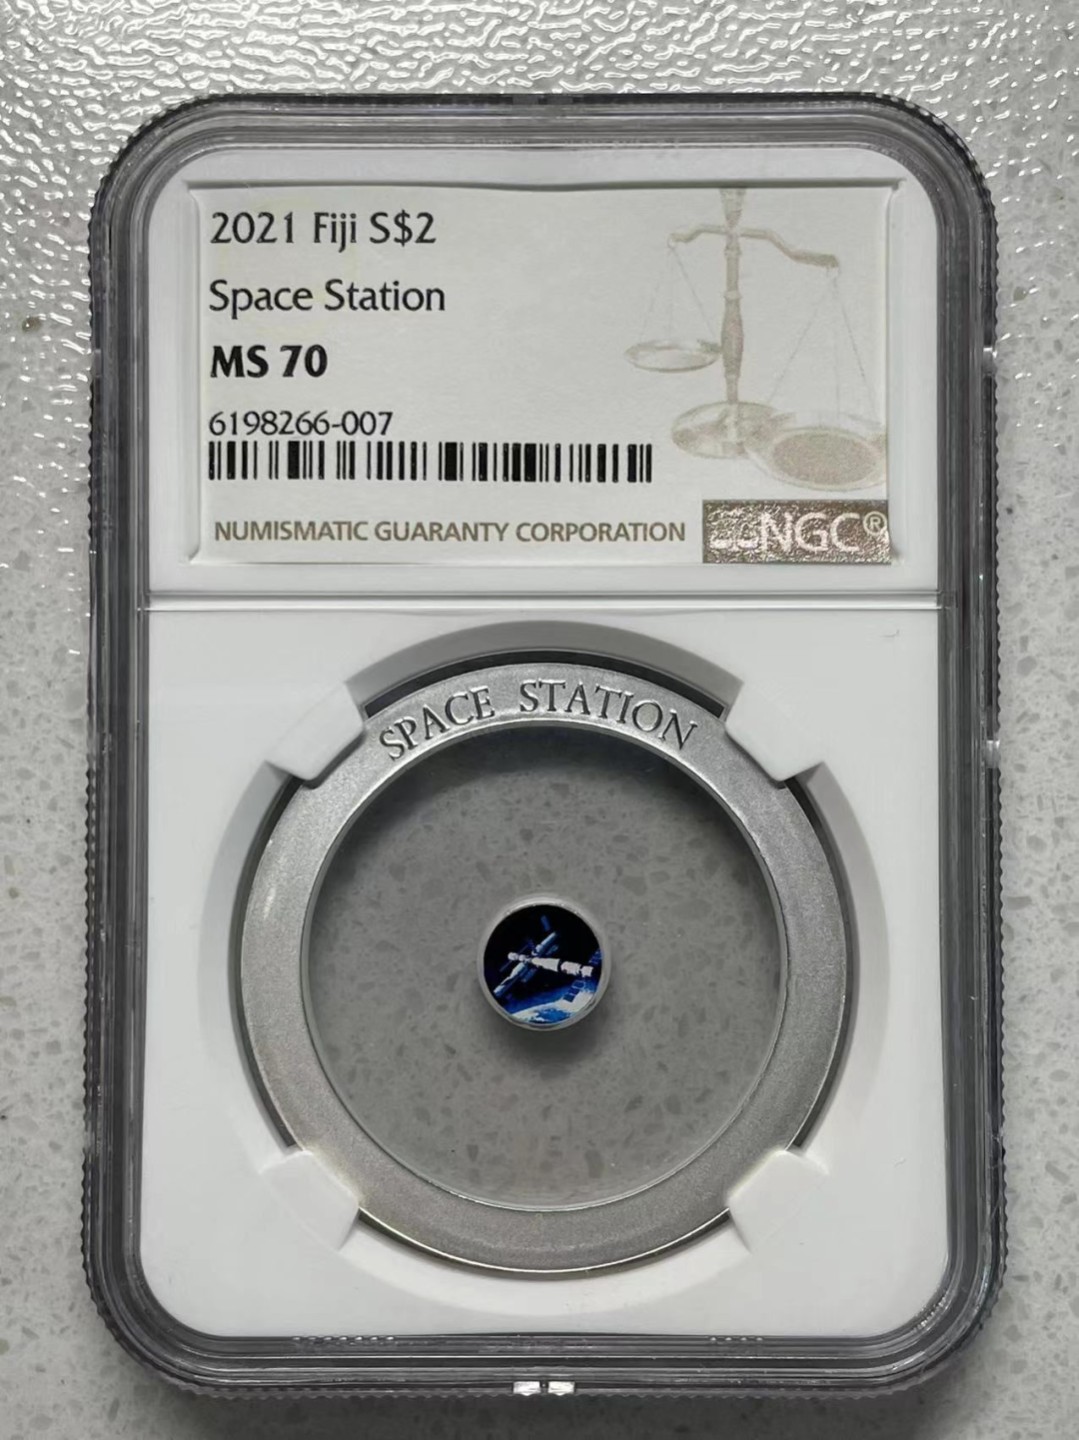 2021 Fiji S$2
Space Station
MS 70
6198266-007
NUMISMATIC GUARANTY CORPORATION
NGC®
SPACE STATION